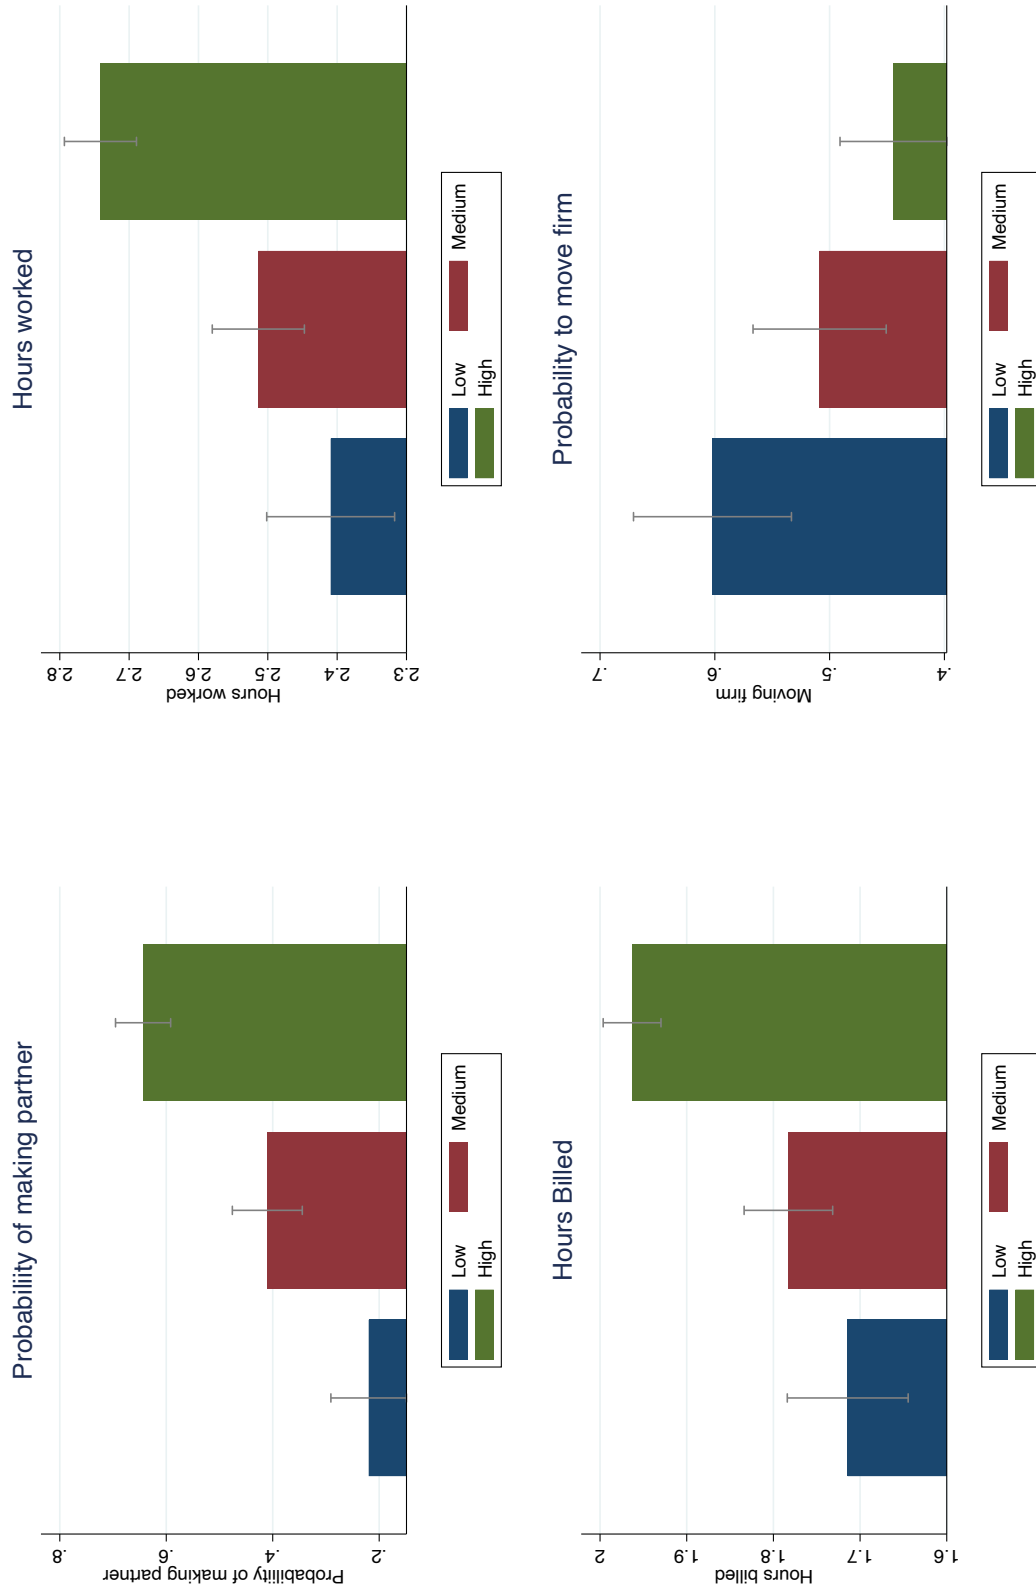 Probabiliity of making partner
Probabiliity of making partner
.8
.6
.4
.2
Low
Medium
High
Hours worked
Hours worked
2.8
2.7
2.6
2.5
2.4
2.3
Low
Medium
High
Hours Billed
Hours billed
2
1.9
1.8
1.7
1.6
Low
Medium
High
Probability to move firm
Moving firm
.7
.6
.5
.4
Low
Medium
High